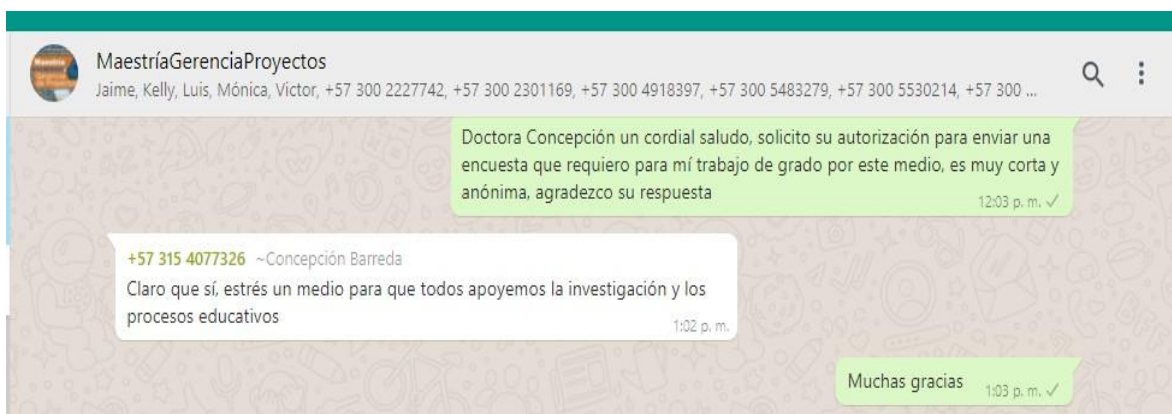 MaestríaGerenciaProyectos
Jaime, Kelly, Luis, Mónica, Victor, +57 300 2227742, +57 300 2301169, +57 300 4918397, +57 300 5483279, +57 300 5530214, +57 300 ...
Doctora Concepción un cordial saludo, solicito su autorización para enviar una
encuesta que requiero para mí trabajo de grado por este medio, es muy corta y
anónima, agradezco su respuesta
12:03 p. m.
+57 315 4077326 ~Concepción Barreda
Claro que sí, estrés un medio para que todos apoyemos la investigación y los
procesos educativos
1:02 p. m.
Muchas gracias 1:03 p. m.